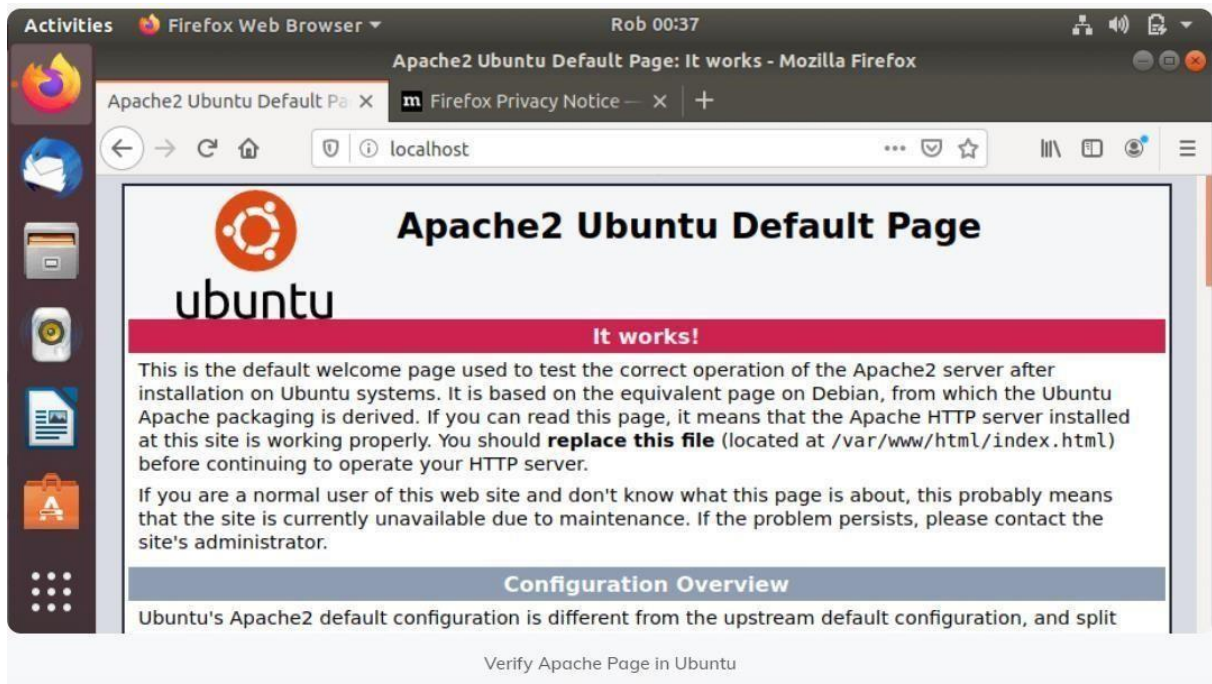 Activities Firefox Web Browser Rob 00:37
Apache2 Ubuntu Default Page: It works - Mozilla Firefox
Apache2 Ubuntu Default Pa Firefox Privacy Notice —
localhost
ubuntu
Apache2 Ubuntu Default Page
It works!
This is the default welcome page used to test the correct operation of the Apache2 server after
installation on Ubuntu systems. It is based on the equivalent page on Debian, from which the Ubuntu
Apache packaging is derived. If you can read this page, it means that the Apache HTTP server installed
at this site is working properly. You should replace this file (located at /var/www/html/index.html)
before continuing to operate your HTTP server.
If you are a normal user of this web site and don't know what this page is about, this probably means
that the site is currently unavailable due to maintenance. If the problem persists, please contact the
site's administrator.
Configuration Overview
Ubuntu's Apache2 default configuration is different from the upstream default configuration, and split
Verify Apache Page in Ubuntu